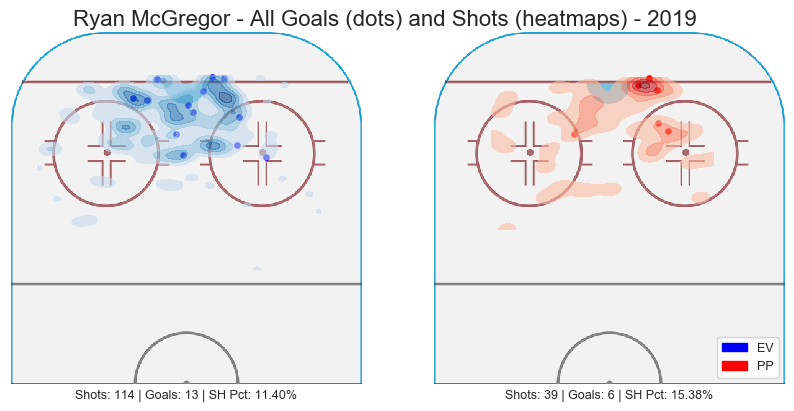 Ryan McGregor - All Goals (dots) and Shots (heatmaps) - 2019
EV
PP
Shots: 114 | Goals: 13 | SH Pct: 11.40%
Shots: 39 | Goals: 6 | SH Pct: 15.38%